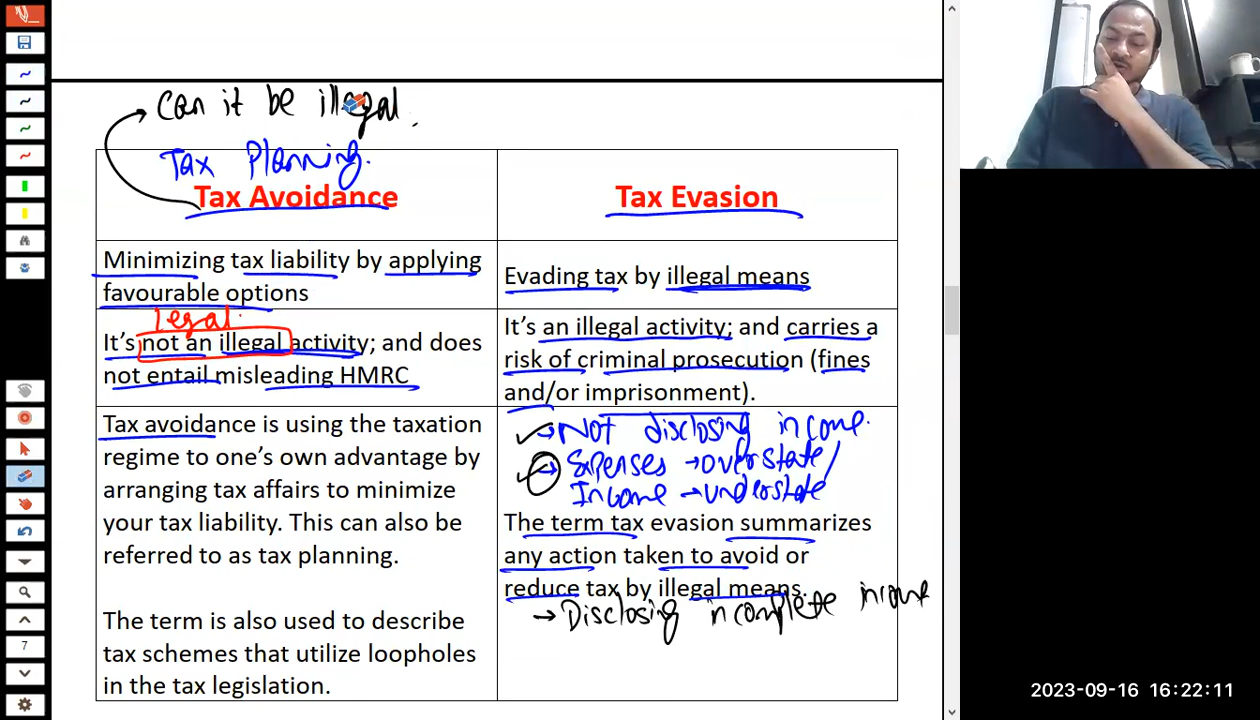 Can it be illegal.
Tax Planning.
Tax Avoidance
Tax Evasion
Minimizing tax liability by applying
favourable options
Evading tax by illegal means
legal.
It's not an illegal activity; and does
not entail misleading HMRC
It's an illegal activity; and carries a
risk of criminal prosecution (fines
and/or imprisonment).
Tax avoidance is using the taxation
regime to one's own advantage by
arranging tax affairs to minimize
your tax liability. This can also be
referred to as tax planning.
The term is also used to describe
tax schemes that utilize loopholes
in the tax legislation.
→ Not disclosing income.
→ Expenses → overstate/
Income → understate
The term tax evasion summarizes
any action taken to avoid or
reduce tax by illegal means.
→ Disclosing incomplete income
7
2023-09-16 16:22:11